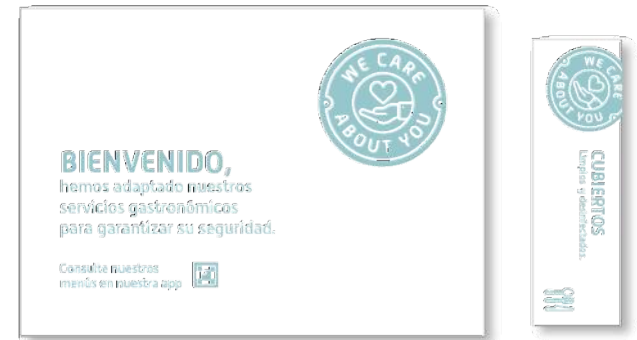 WE CARE
ABOUT YOU
BIENVENIDO,
hemos adaptado nuestros
servicios gastronómicos
para garantizar su seguridad.
Consulte nuestros
menús en nuestra app
WE CARE
ABOUT YOU
CUBIERTOS
Limpios y desinfectados.